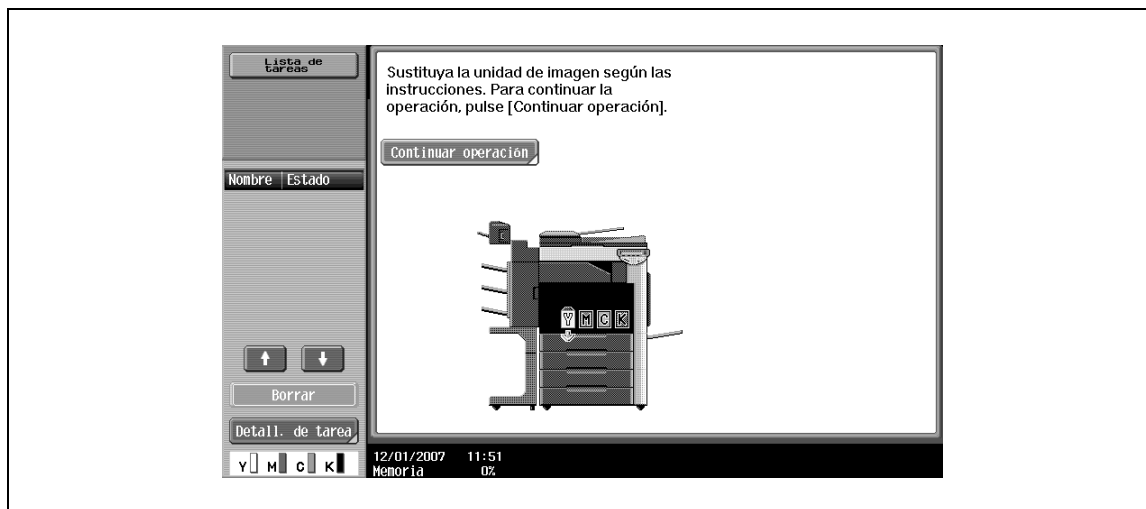 Lista de
tareas
Sustituya la unidad de imagen según las
instrucciones. Para continuar la
operación, pulse [Continuar operación].
Continuar operación
Nombre Estado
Y M C K
Borrar
Detall. de tarea
Y M C K
12/01/2007 11:51
Memoria 0%